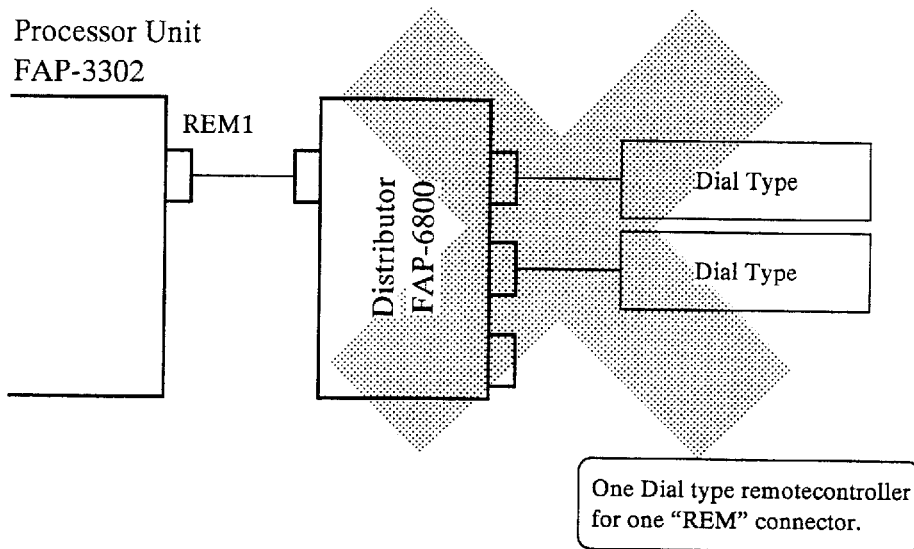 Processor Unit
FAP-3302
REM1
Distributor
FAP-6800
Dial Type
Dial Type
One Dial type remotecontroller
for one “REM” connector.